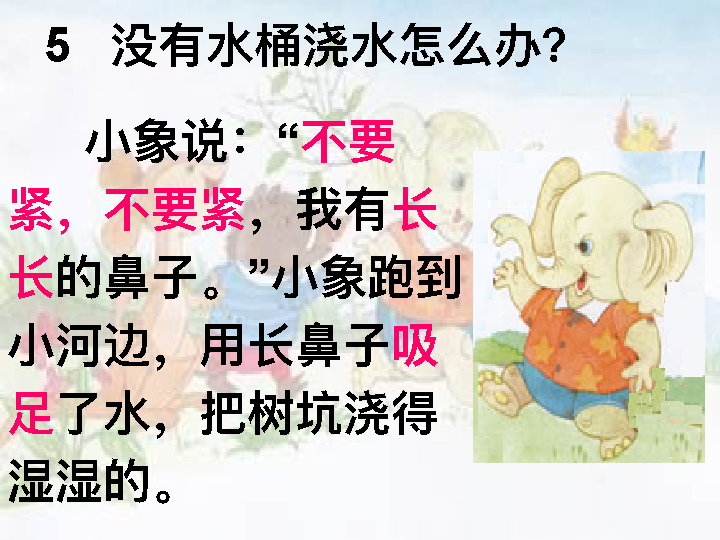 5 没有水桶浇水怎么办？
小象说：“不要
紧，不要紧，我有长
长的鼻子。”小象跑到
小河边，用长鼻子吸
足了水，把树坑浇得
湿湿的。